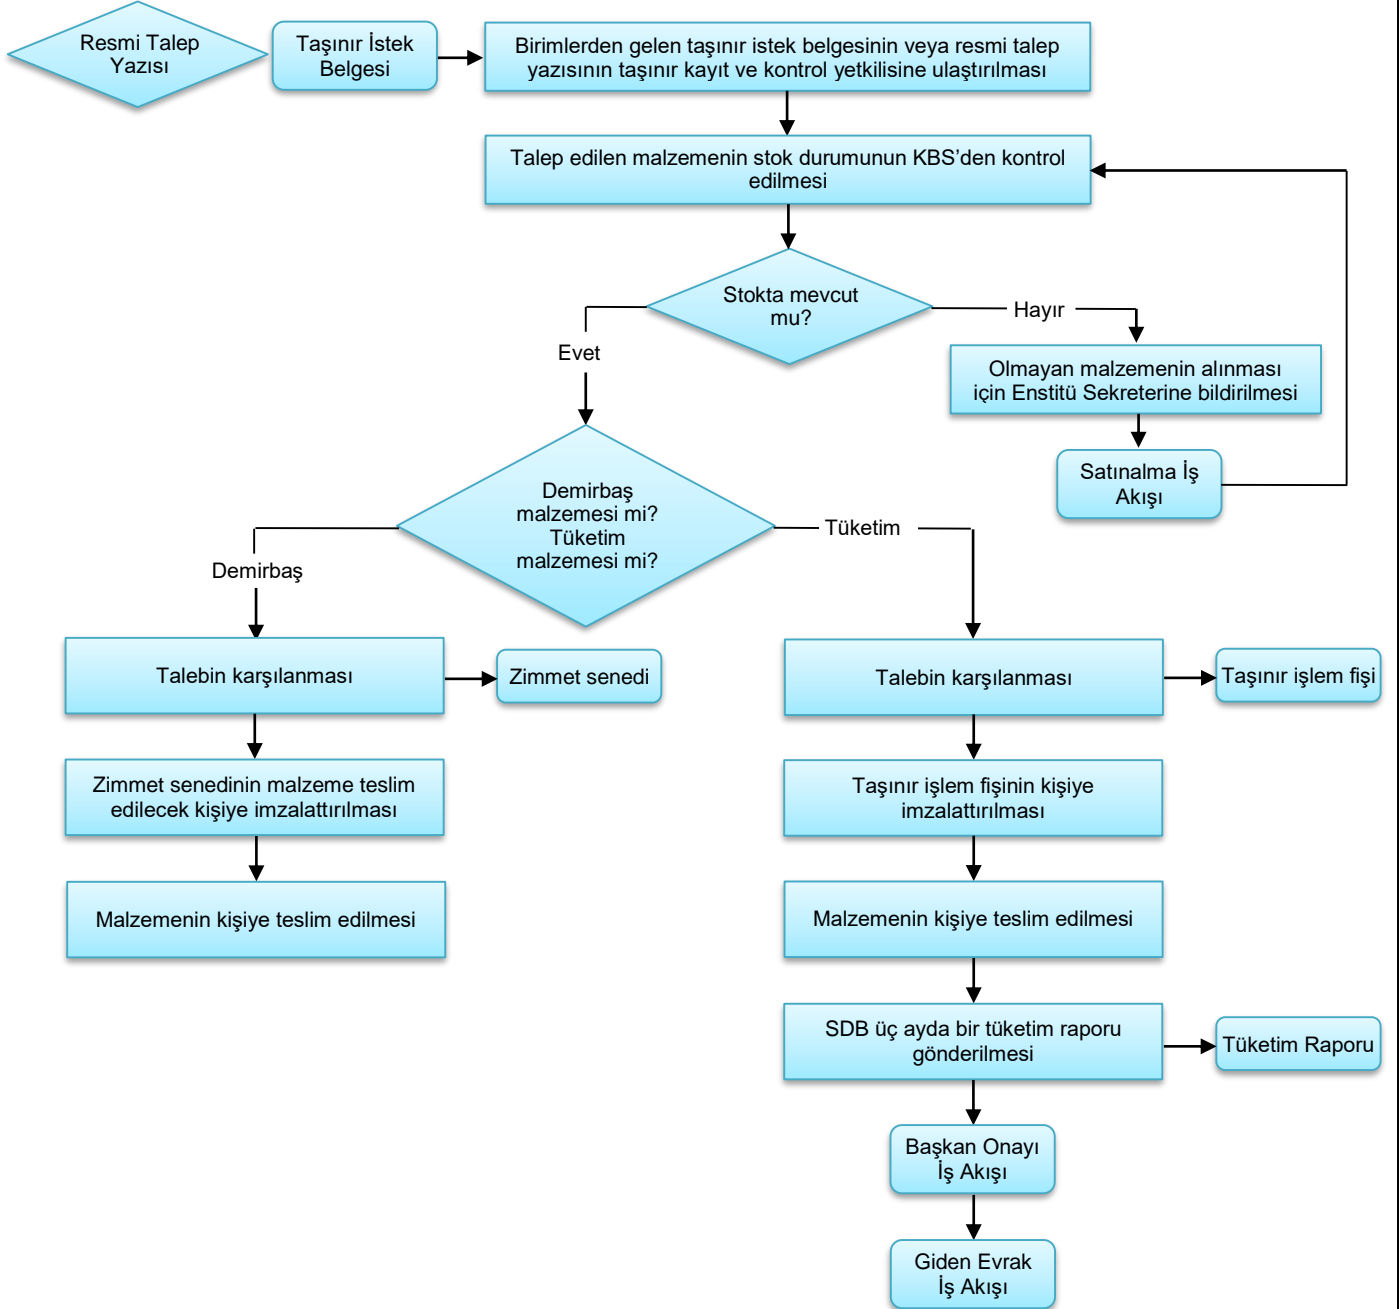 Resmi Talep
Yazısı
Taşınır İstek
Belgesi
Birimlerden gelen taşınır istek belgesinin veya resmi talep
yazısının taşınır kayıt ve kontrol yetkilisine ulaştırılması
Talep edilen malzemenin stok durumunun KBS’den kontrol
edilmesi
Stokta mevcut
mu?
Hayır
Evet
Olmayan malzemenin alınması
için Enstitü Sekreterine bildirilmesi
Satınalma İş
Akışı
Demirbaş
malzemesi mi?
Tüketim
malzemesi mi?
Tüketim
Demirbaş
Talebin karşılanması
Zimmet senedi
Talebin karşılanması
Taşınır işlem fişi
Zimmet senedinin malzeme teslim
edilecek kişiye imzalattırılması
Taşınır işlem fişinin kişiye
imzalattırılması
Malzemenin kişiye teslim edilmesi
Malzemenin kişiye teslim edilmesi
SDB üç ayda bir tüketim raporu
gönderilmesi
Tüketim Raporu
Başkan Onayı
İş Akışı
Giden Evrak
İş Akışı